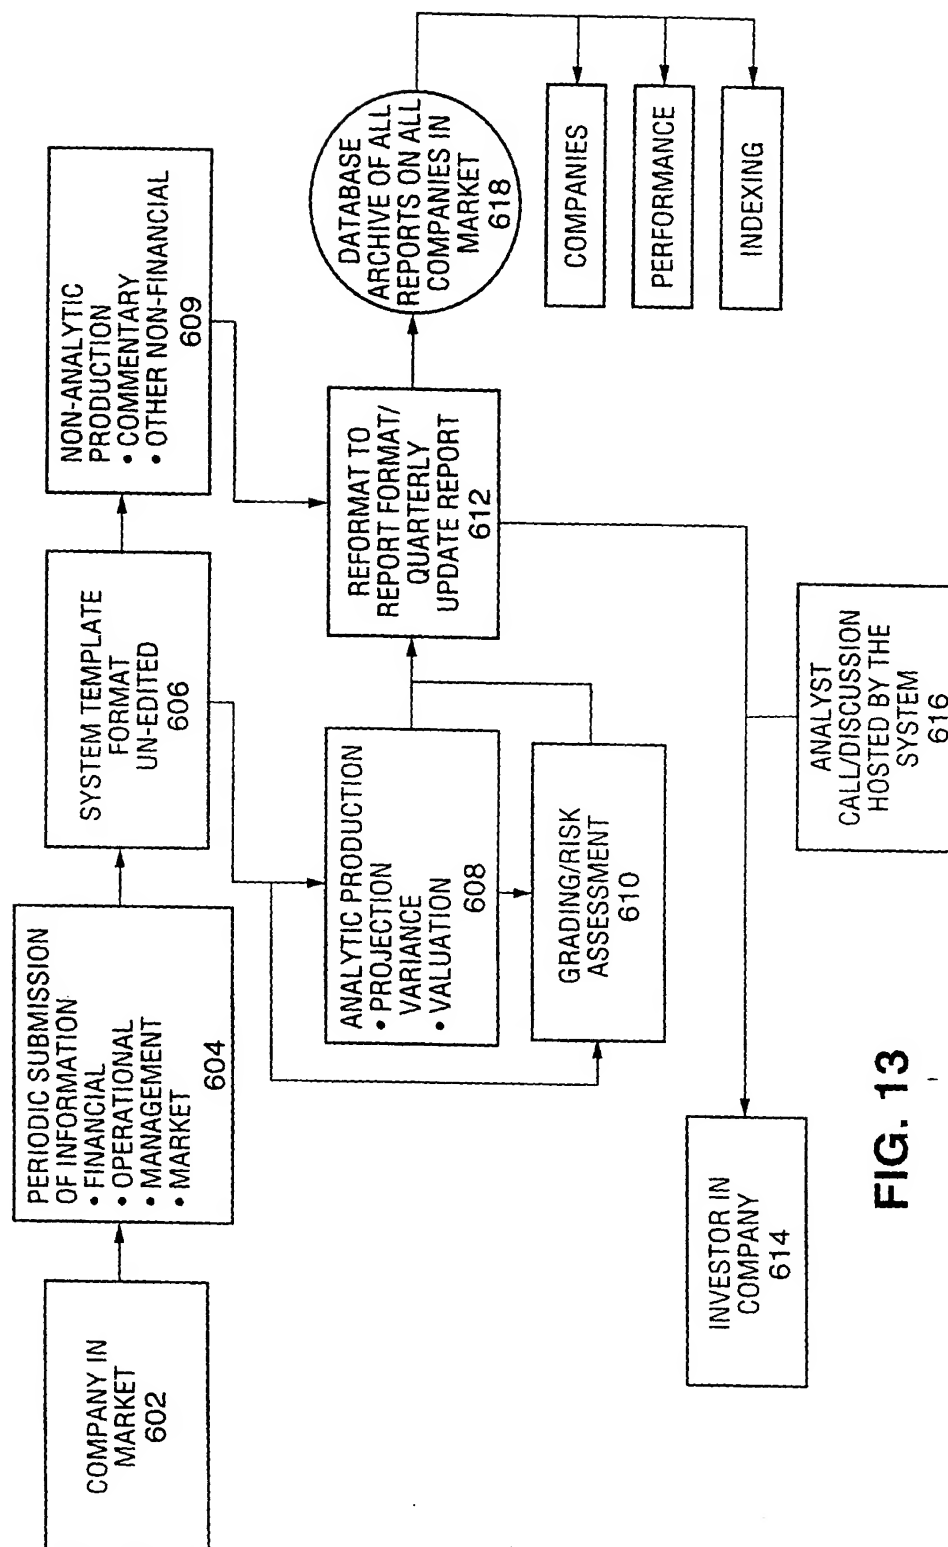 COMPANY IN
MARKET
602
PERIODIC SUBMISSION
OF INFORMATION
• FINANCIAL
• OPERATIONAL
• MANAGEMENT
• MARKET
604
SYSTEM TEMPLATE
FORMAT
UN-EDITED
606
NON-ANALYTIC
PRODUCTION
• COMMENTARY
• OTHER NON-FINANCIAL
609
ANALYTIC PRODUCTION
• PROJECTION
VARIANCE
• VALUATION
608
GRADING/RISK
ASSESSMENT
610
REFORMAT TO
REPORT FORMAT/
QUARTERLY
UPDATE REPORT
612
DATABASE
ARCHIVE OF ALL
REPORTS ON ALL
COMPANIES IN
MARKET
618
COMPANIES
PERFORMANCE
INDEXING
INVESTOR IN
COMPANY
614
ANALYST
CALL/DISCUSSION
HOSTED BY THE
SYSTEM
616
FIG. 13